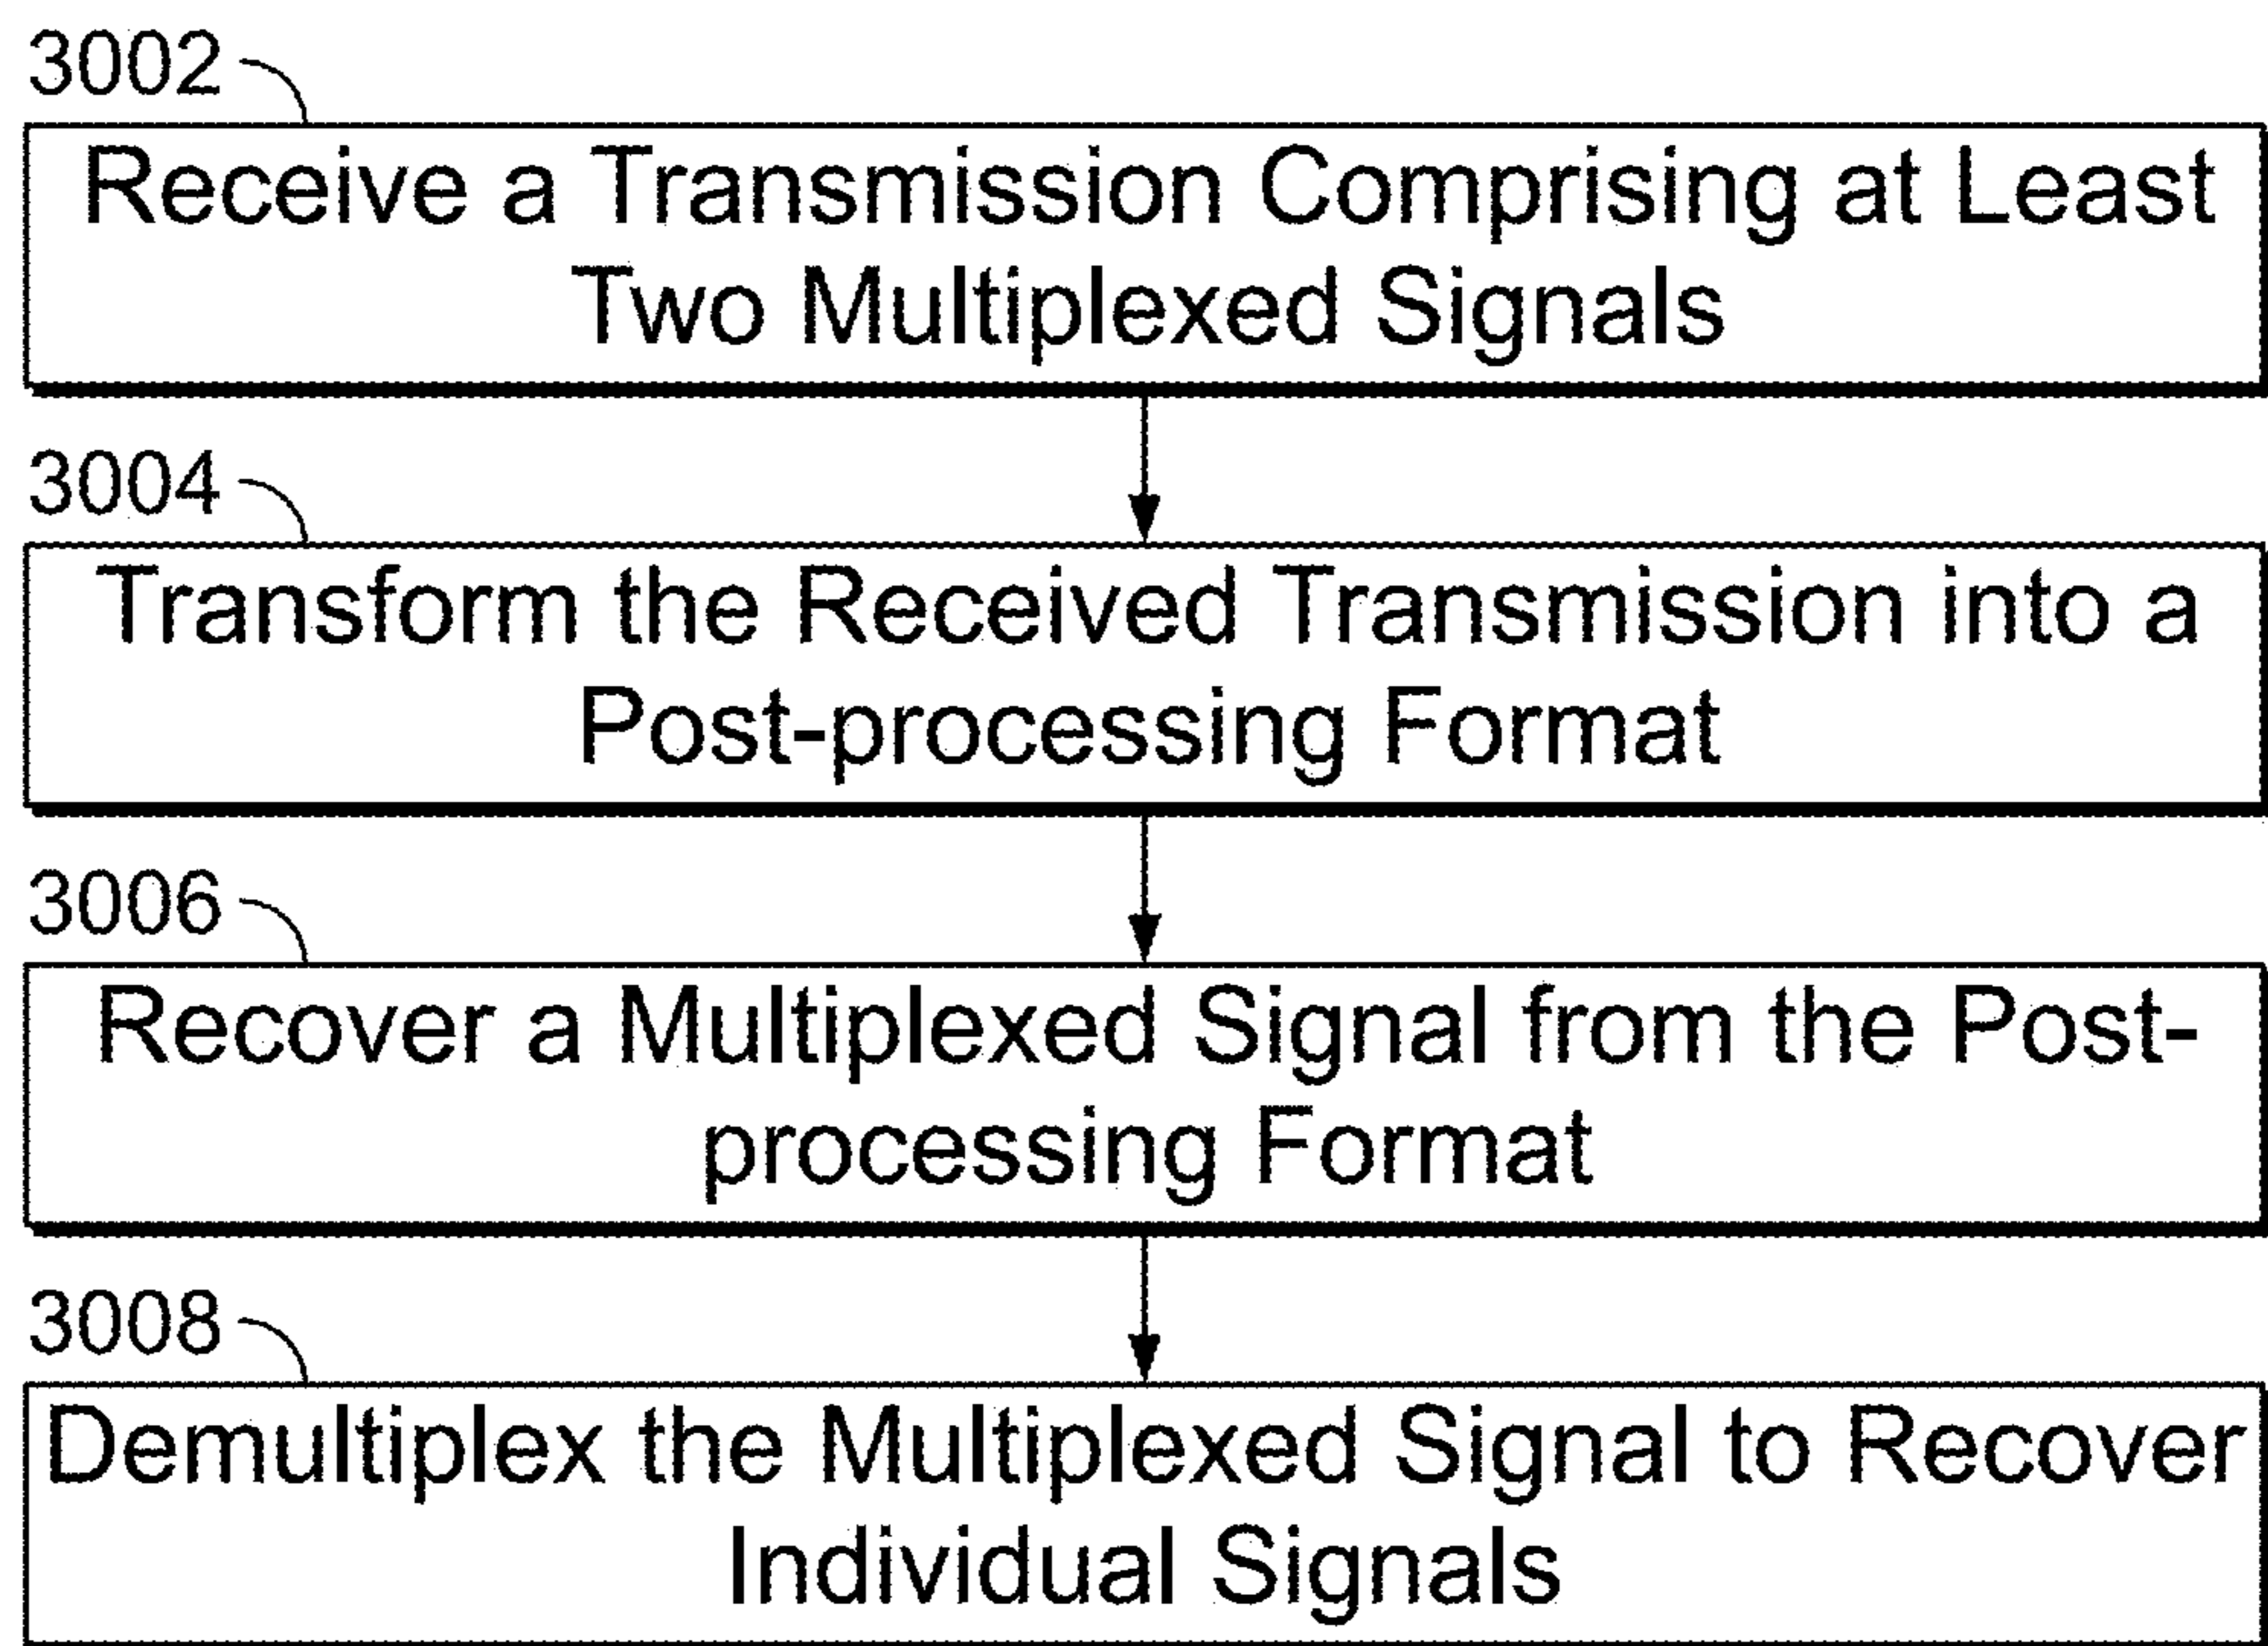 3002
Receive a Transmission Comprising at Least
Two Multiplexed Signals
3004
Transform the Received Transmission into a
Post-processing Format
3006
Recover a Multiplexed Signal from the Post-
processing Format
3008
Demultiplex the Multiplexed Signal to Recover
Individual Signals